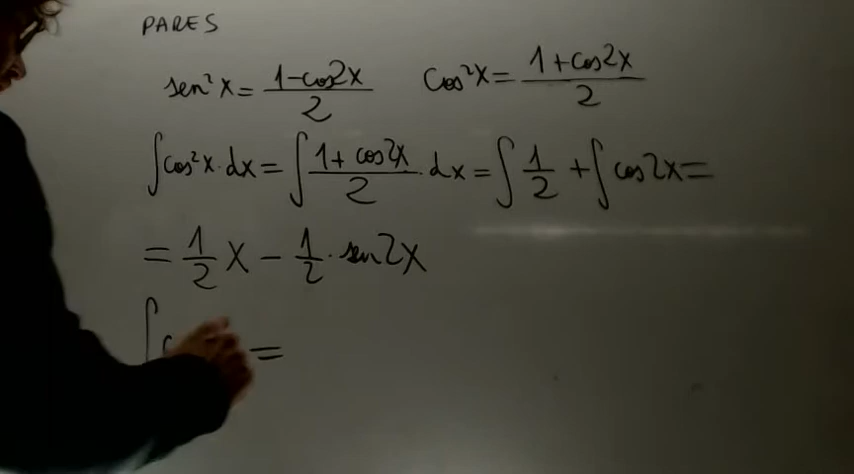 PARES
sen²x = (1-cos2x)/2   cos²x = (1+cos2x)/2
∫cos²x·dx = ∫(1+cos2x)/2·dx = ∫1/2 + ∫cos2x =
= 1/2 x - 1/2·sen2x
∫ =